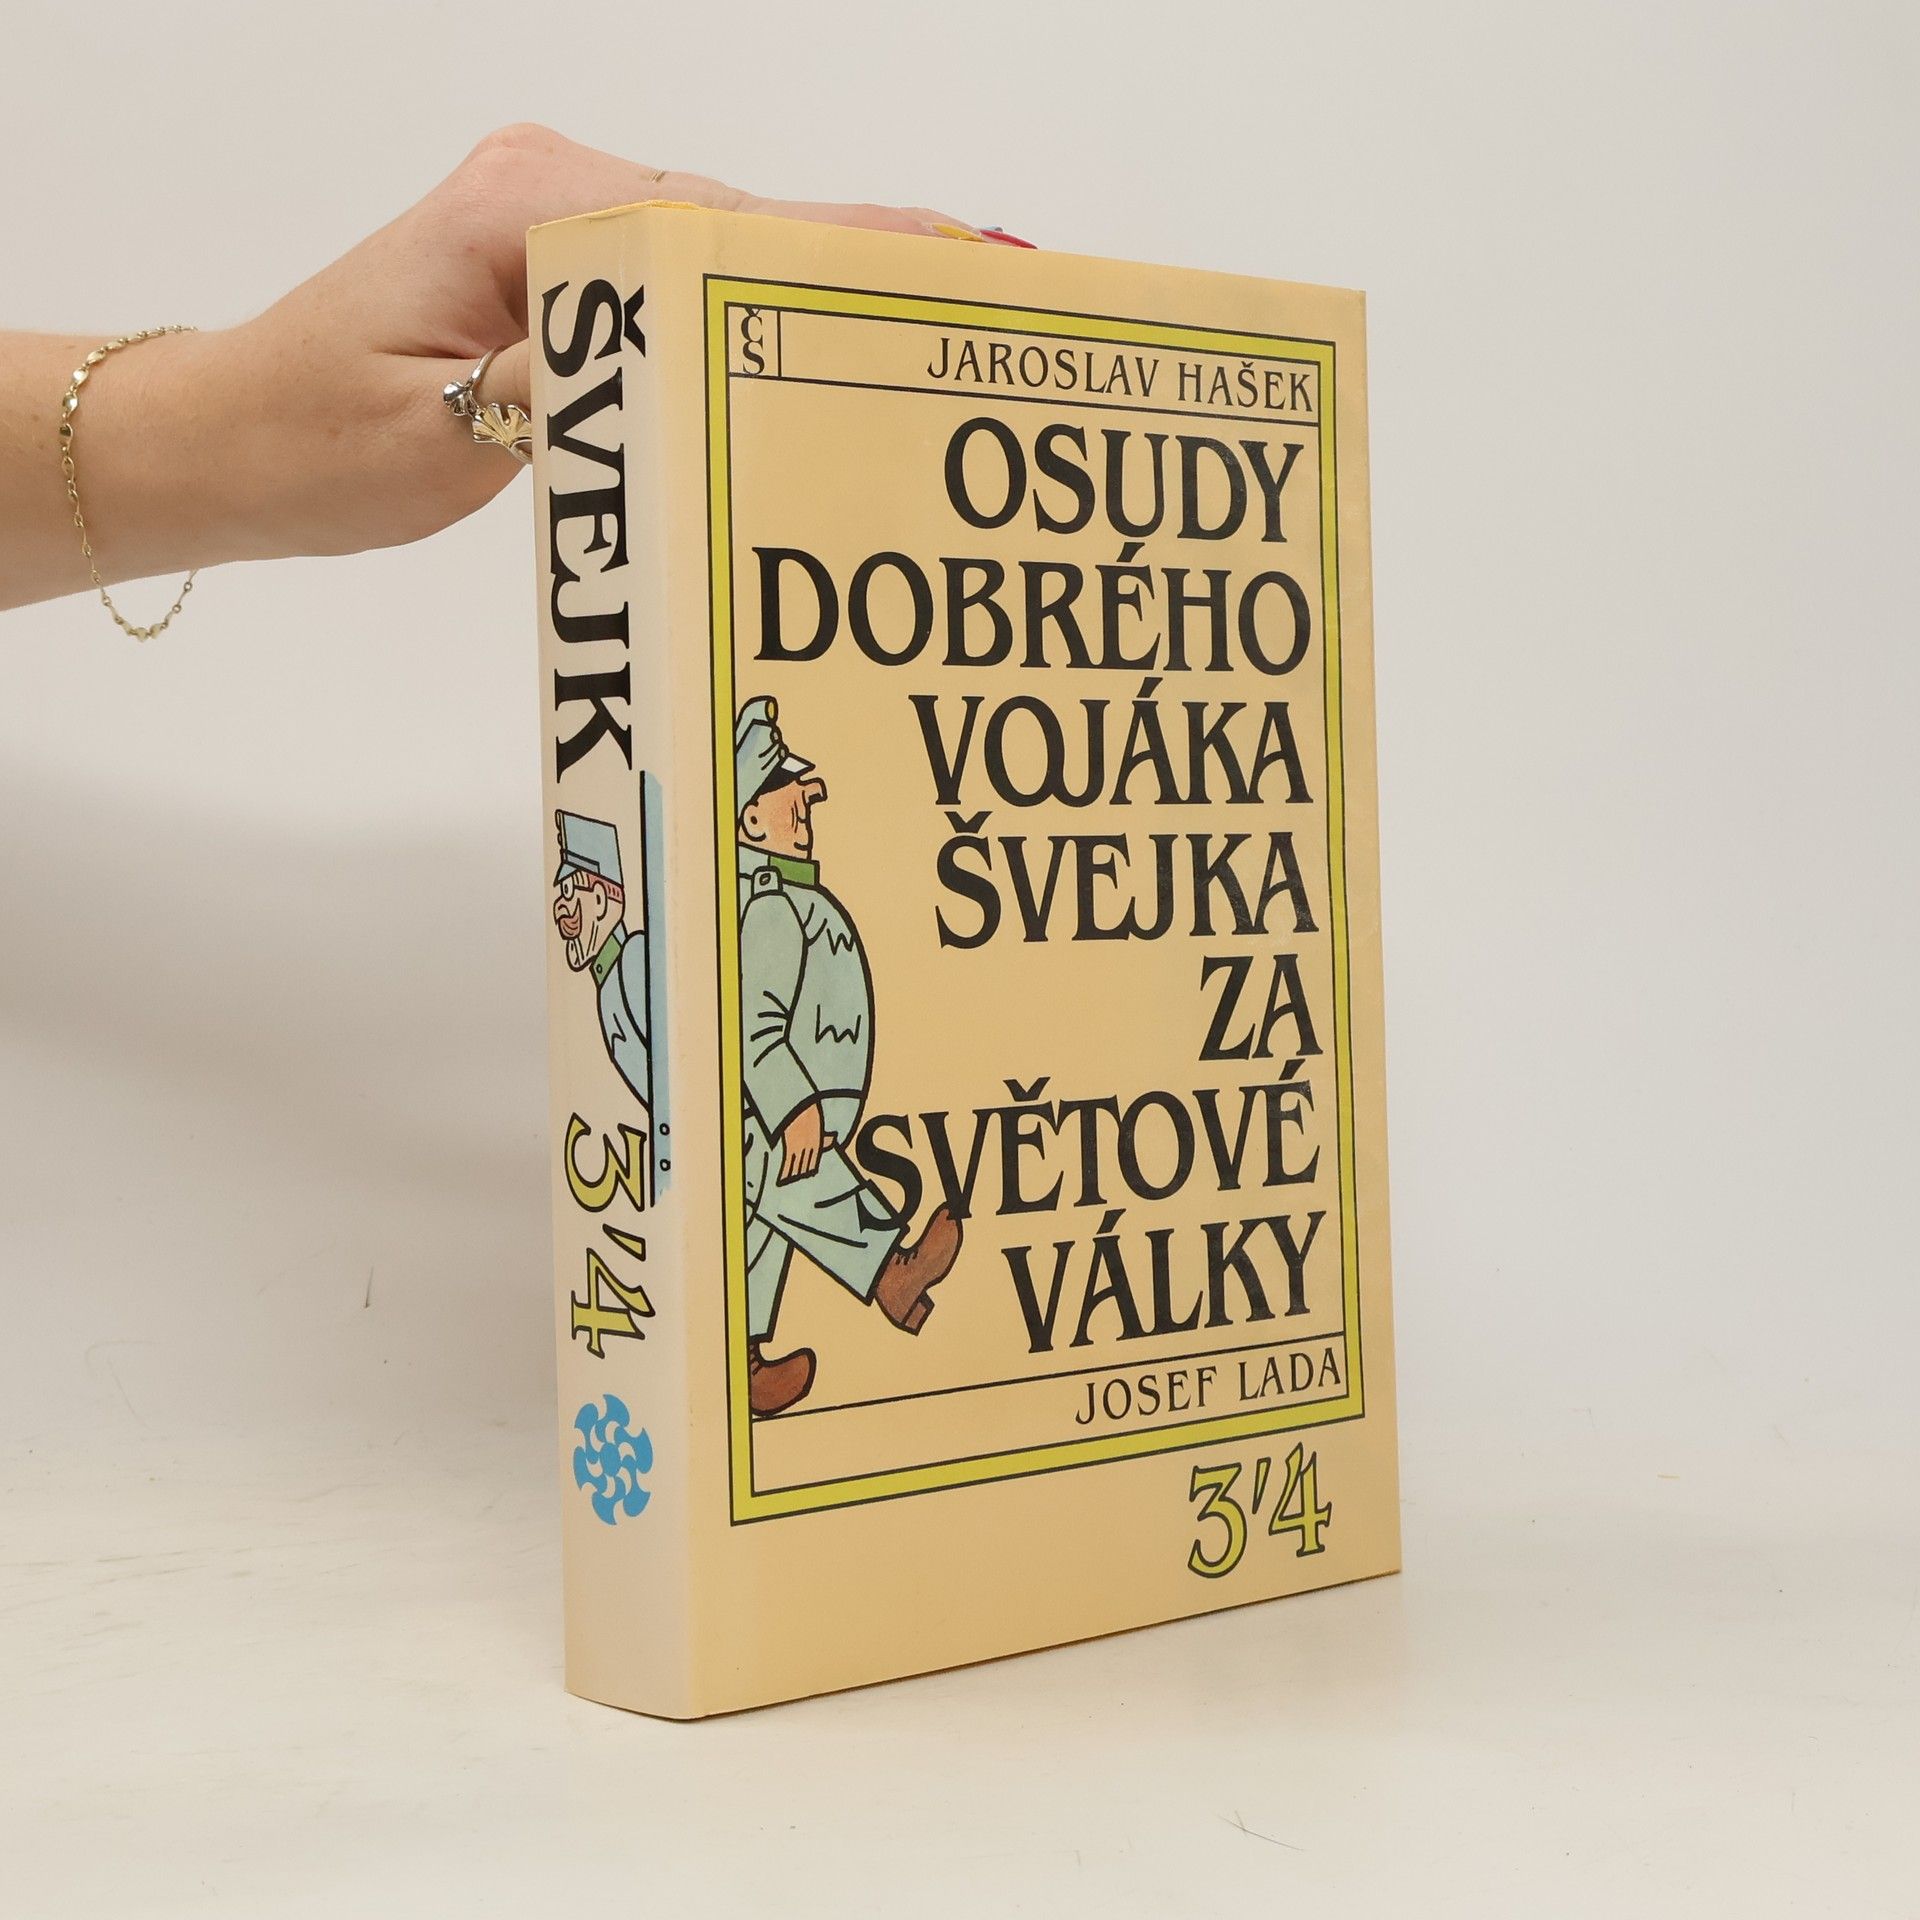 ŠVEJK
3'4
ČS
JAROSLAV HAŠEK
OSUDY
DOBRÉHO
VOJÁKA
ŠVEJKA
ZA
SVĚTOVÉ
VÁLKY
JOSEF LADA
3'4